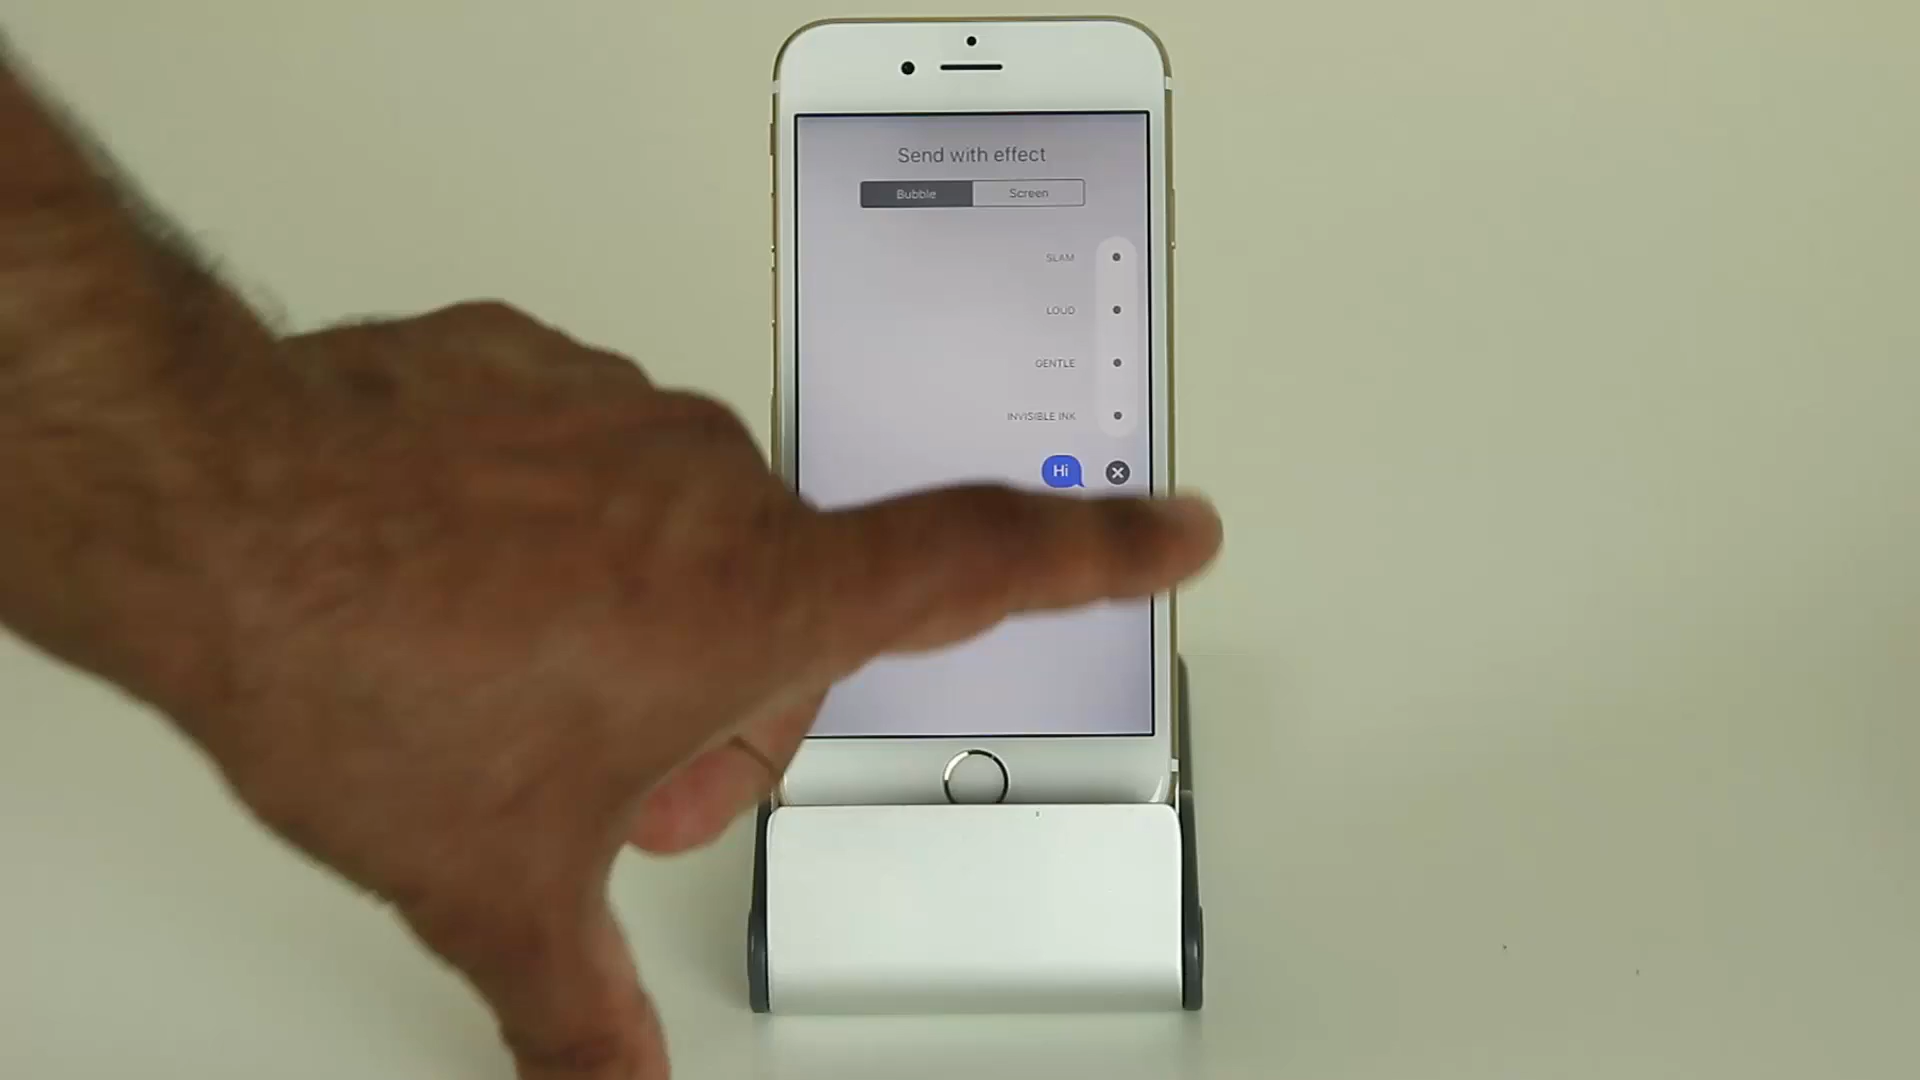 Send with effect
Bubble Screen
SLAM
LOUD
GENTLE
INVISIBLE INK
Hi